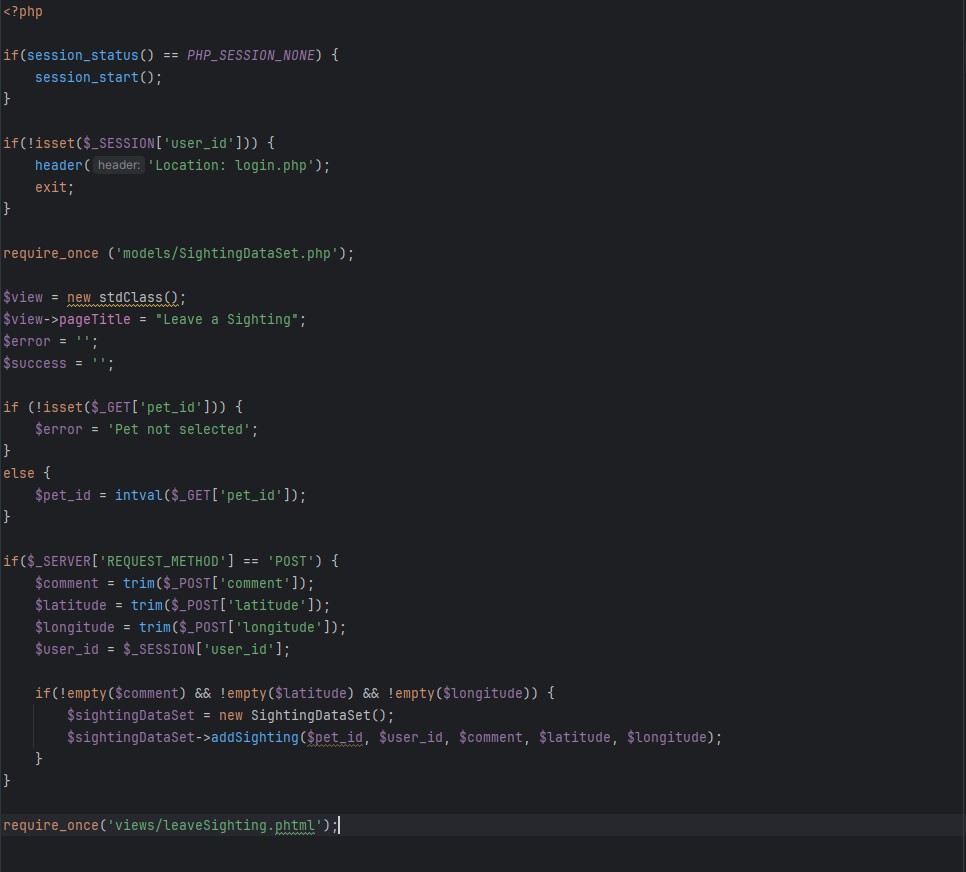 <?php
if(session_status() == PHP_SESSION_NONE) {
    session_start();
}
if(!isset($_SESSION['user_id'])) {
    header( header: 'Location: login.php');
    exit;
}
require_once ('models/SightingDataSet.php');
$view = new stdClass();
$view->pageTitle = "Leave a Sighting";
$error = '';
$success = '';
if (!isset($_GET['pet_id'])) {
    $error = 'Pet not selected';
}
else {
    $pet_id = intval($_GET['pet_id']);
}
if($_SERVER['REQUEST_METHOD'] == 'POST') {
    $comment = trim($_POST['comment']);
    $latitude = trim($_POST['latitude']);
    $longitude = trim($_POST['longitude']);
    $user_id = $_SESSION['user_id'];
    if(!empty($comment) && !empty($latitude) && !empty($longitude)) {
        $sightingDataSet = new SightingDataSet();
        $sightingDataSet->addSighting($pet_id, $user_id, $comment, $latitude, $longitude);
    }
}
require_once('views/leaveSighting.phtml');